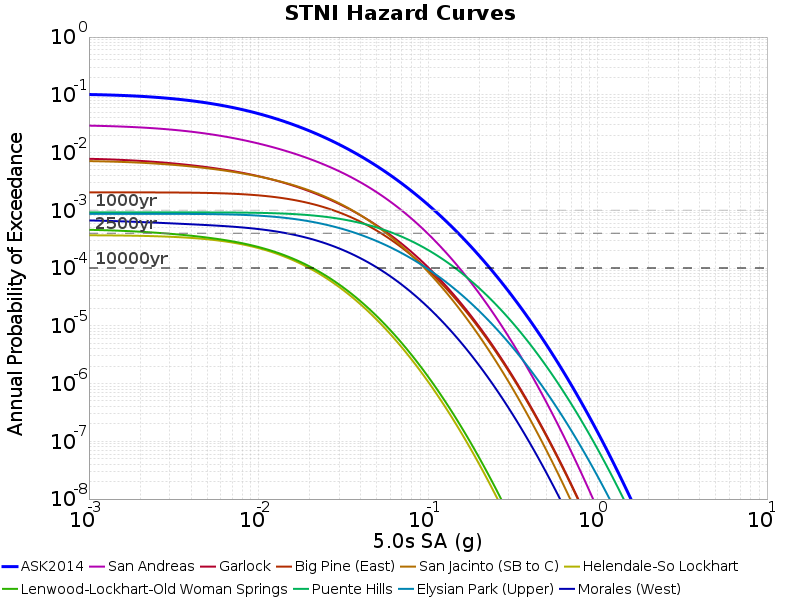 STNI Hazard Curves
Annual Probability of Exceedance
10^0
10^-1
10^-2
10^-3
10^-4
10^-5
10^-6
10^-7
10^-8
1000yr
2500yr
10000yr
10^-3 10^-2 10^-1 10^0 10^1
5.0s SA (g)
ASK2014 San Andreas Garlock Big Pine (East) San Jacinto (SB to C) Helendale-So Lockhart
Lenwood-Lockhart-Old Woman Springs Puente Hills Elysian Park (Upper) Morales (West)